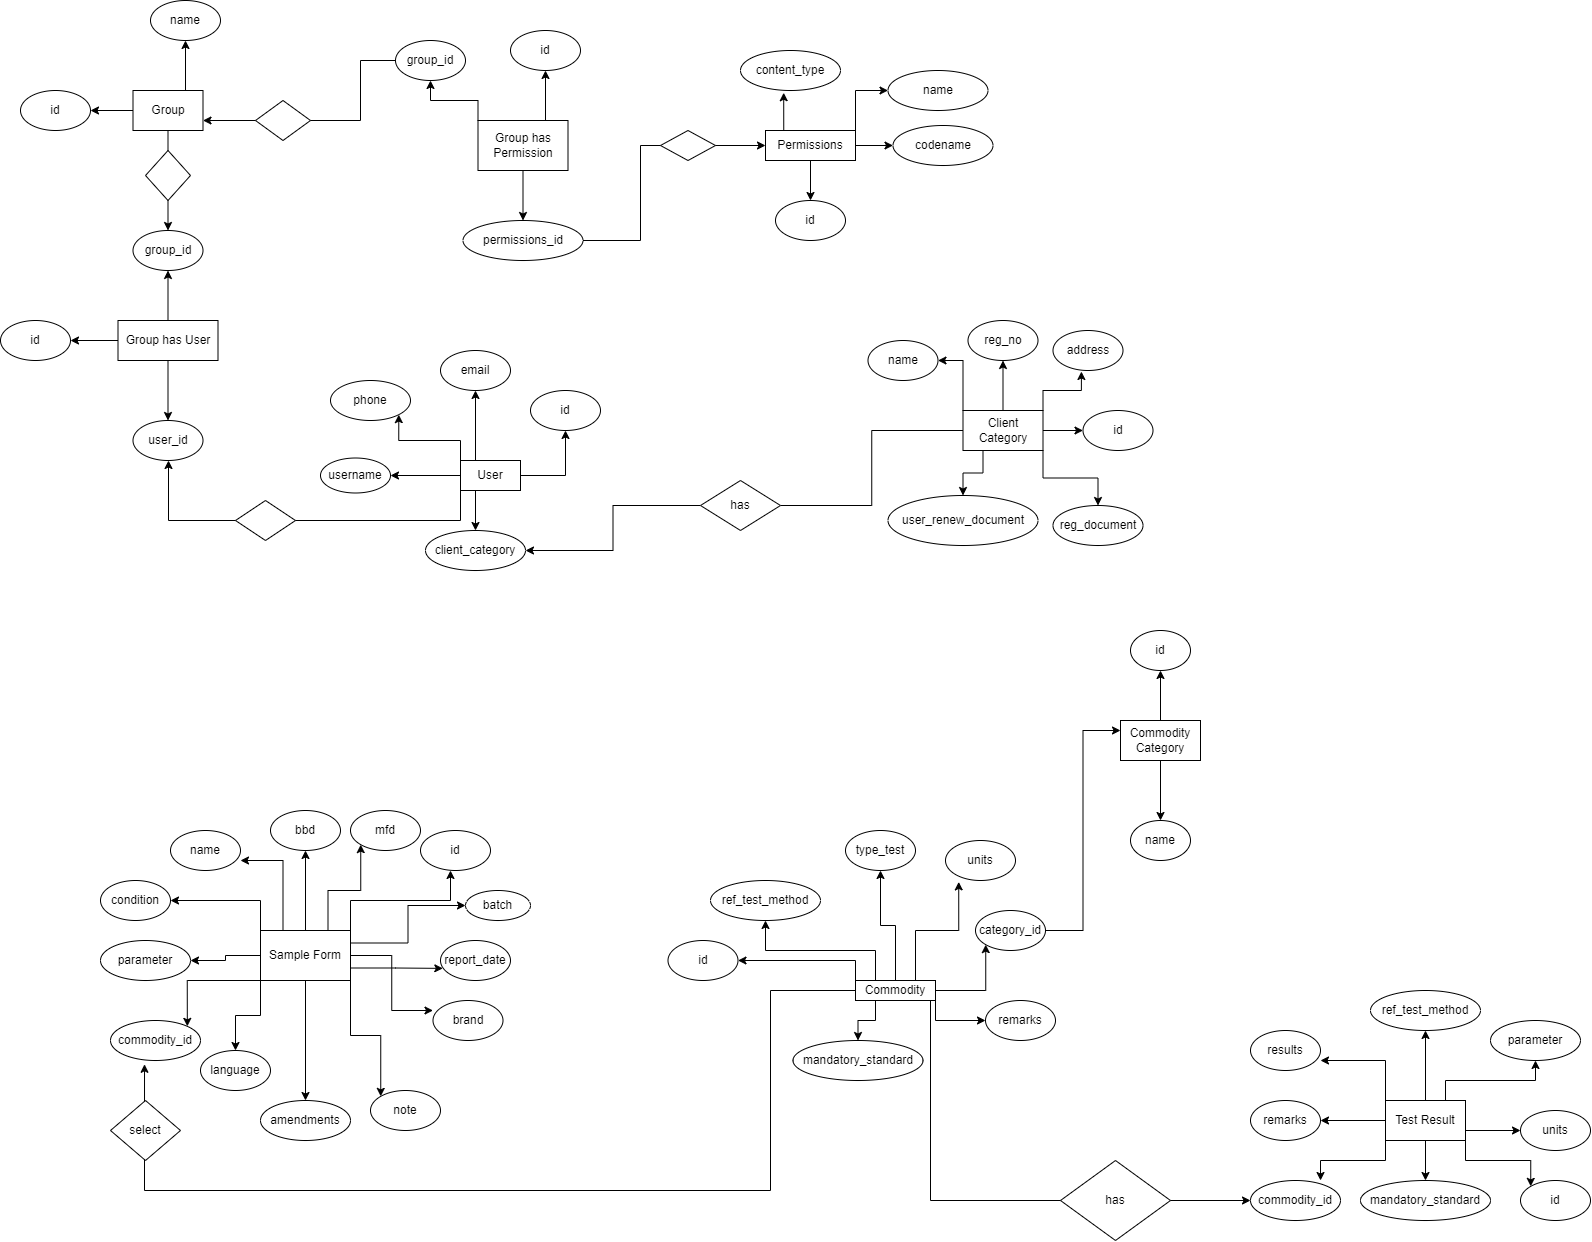 name
id
Group
group_id
id
Group has
Permission
permissions_id
content_type
name
Permissions
codename
id
group_id
id
Group has User
user_id
email
phone
id
username
User
client_category
has
reg_no
name
address
Client
Category
id
user_renew_document
reg_document
id
Commodity
Category
name
bbd
mfd
name
id
condition
batch
parameter
Sample Form
report_date
commodity_id
brand
language
amendments
note
select
type_test
units
ref_test_method
category_id
id
Commodity
remarks
mandatory_standard
ref_test_method
results
parameter
remarks
Test Result
units
has
commodity_id
mandatory_standard
id